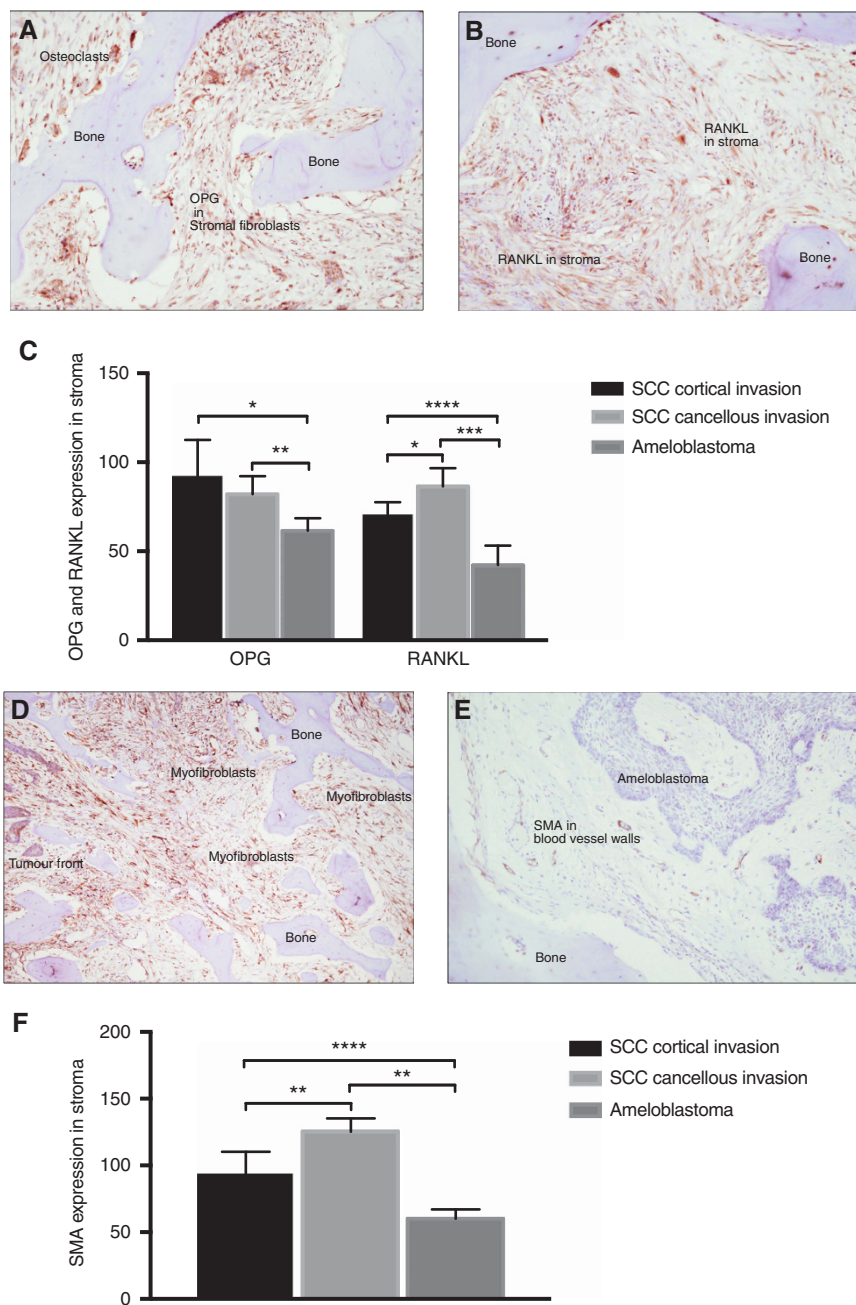 A
Osteoclasts
Bone
Bone
OPG
in
Stromal fibroblasts
B
Bone
RANKL
in stroma
RANKL in stroma
Bone
C
OPG and RANKL expression in stroma
150
100
50
0
*
**
****
*
***
OPG
RANKL
SCC cortical invasion
SCC cancellous invasion
Ameloblastoma
D
Bone
Myofibroblasts
Myofibroblasts
Myofibroblasts
Tumour front
Bone
E
Ameloblastoma
SMA in
blood vessel walls
Bone
F
SMA expression in stroma
200
150
100
50
0
****
**
**
SCC cortical invasion
SCC cancellous invasion
Ameloblastoma